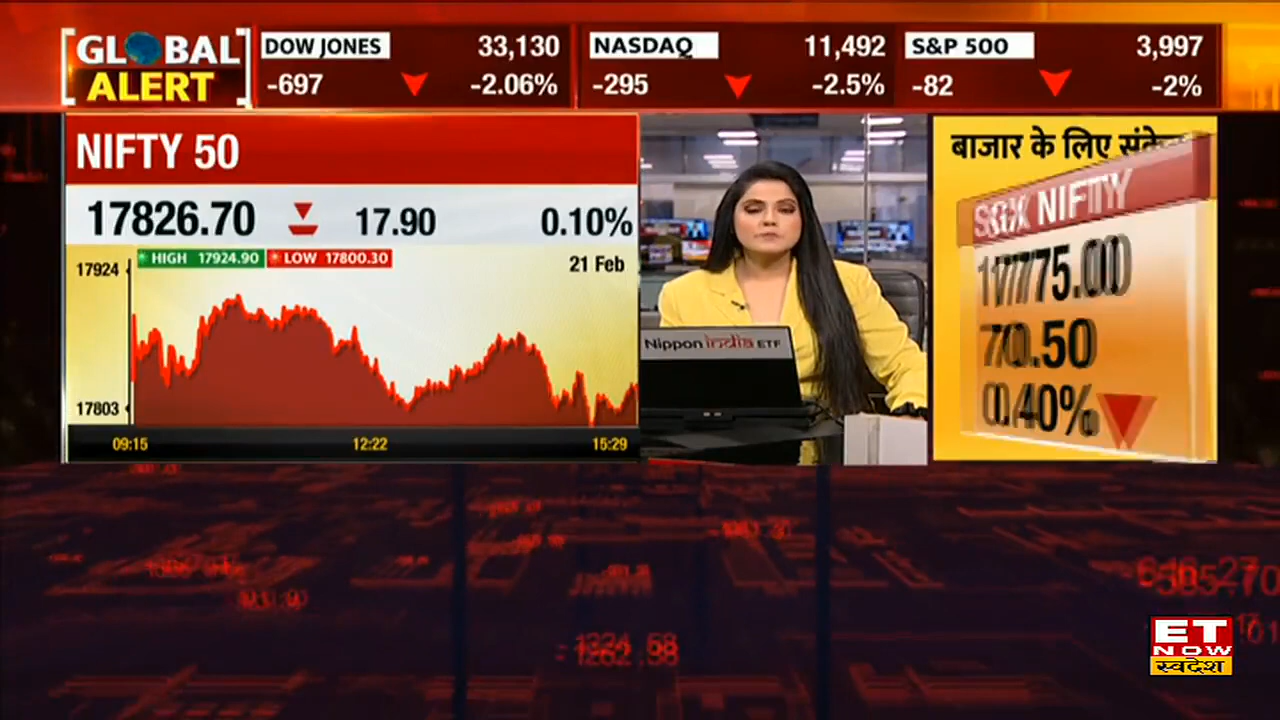 GLOBAL
ALERT
DOW JONES 33,130
-697 -2.06%
NASDAQ 11,492
-295 -2.5%
S&P 500 3,997
-82 -2%
NIFTY 50
17826.70 17.90 0.10%
HIGH 17924.90 LOW 17800.30
21 Feb
17924
17803
09:15 12:22 15:29
Nippon india ETF
बाजार के लिए
SGX NIFTY
17775.00
70.50
0.40%
ET
NOW
स्वदेश